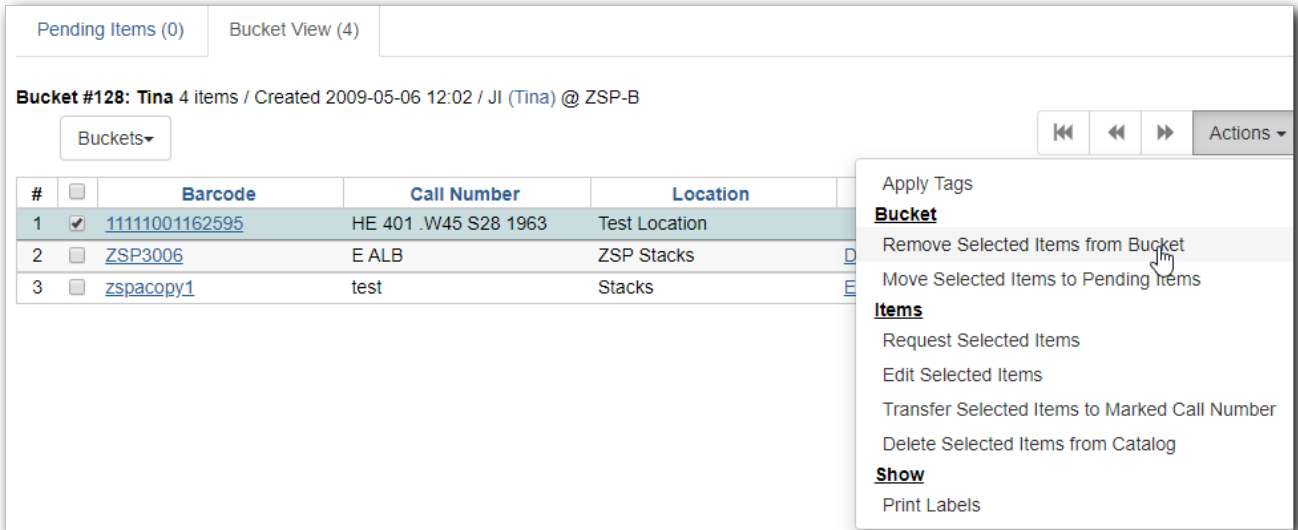 Pending Items (0) Bucket View (4)
Bucket #128: Tina 4 items / Created 2009-05-06 12:02 / JI (Tina) @ ZSP-B
Buckets
Actions
# Barcode Call Number Location
1 11111001162595 HE 401 .W45 S28 1963 Test Location
2 ZSP3006 E ALB ZSP Stacks D
3 zspacopy1 test Stacks E
Apply Tags
Bucket
Remove Selected Items from Bucket
Move Selected Items to Pending Items
Items
Request Selected Items
Edit Selected Items
Transfer Selected Items to Marked Call Number
Delete Selected Items from Catalog
Show
Print Labels